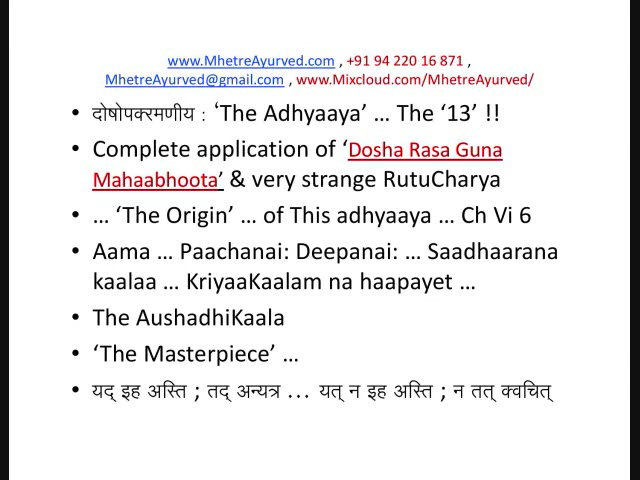 www.MhetreAyurved.com , +91 94 220 16 871 ,
MhetreAyurved@gmail.com , www.Mixcloud.com/MhetreAyurved/
• दोषोपक्रमणीय : ‘The Adhyaaya’ … The ‘13’ !!
• Complete application of ‘Dosha Rasa Guna
Mahaabhoota’ & very strange RutuCharya
• … ‘The Origin’ … of This adhyaaya … Ch Vi 6
• Aama … Paachanai: Deepanai: … Saadhaarana
kaalaa … KriyaaKaalam na haapayet …
• The AushadhiKaala
• ‘The Masterpiece’ …
• यद् इह अस्ति ; तद् अन्यत्र … यत् न इह अस्ति ; न तत् क्वचित्